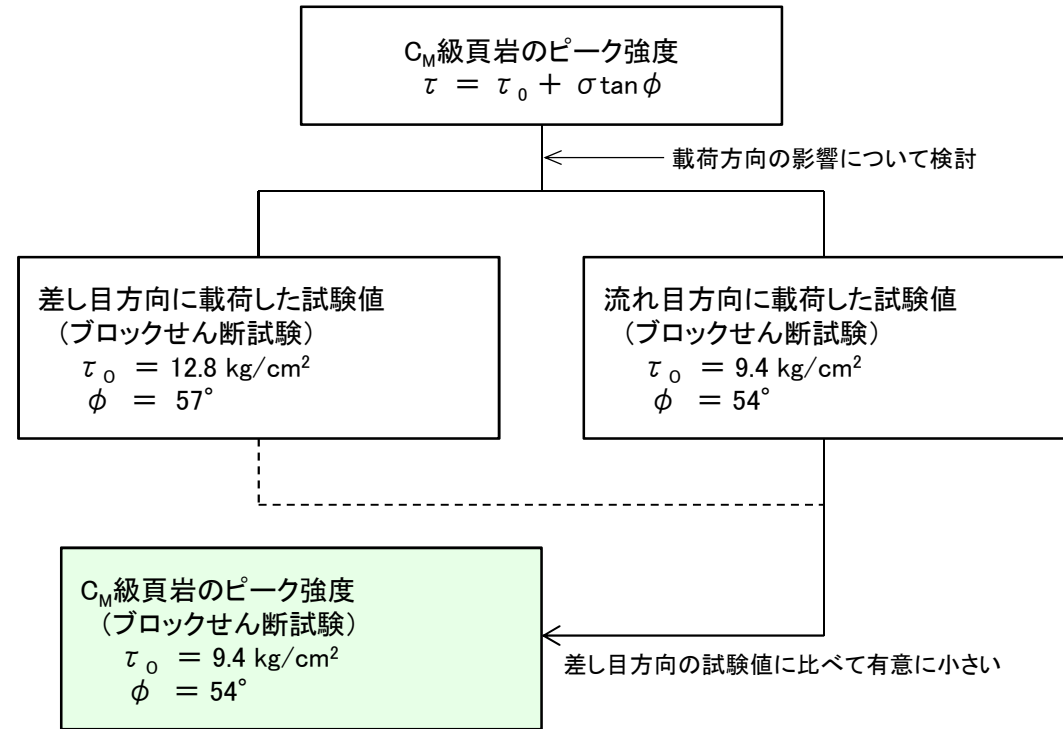 CM級頁岩のピーク強度
τ = τ0 + σtanφ
載荷方向の影響について検討
差し目方向に載荷した試験値
(ブロックせん断試験)
τ0 = 12.8 kg/cm²
φ = 57°
流れ目方向に載荷した試験値
(ブロックせん断試験)
τ0 = 9.4 kg/cm²
φ = 54°
CM級頁岩のピーク強度
(ブロックせん断試験)
τ0 = 9.4 kg/cm²
φ = 54°
差し目方向の試験値に比べて有意に小さい